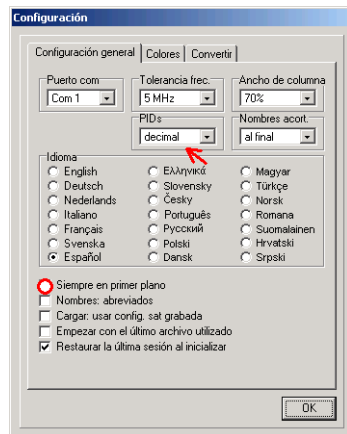 Configuración
Configuración general Colores Convertir
Puerto com Tolerancia frec. Ancho de columna
Com 1 5 MHz 70%
PIDs Nombres acort.
decimal al final
Idioma
English Ελληνικά Magyar
Deutsch Slovensky Türkçe
Nederlands Česky Norsk
Italiano Português Romana
Français Русский Suomalainen
Svenska Polski Hrvatski
Español Dansk Srpski
Siempre en primer plano
Nombres: abreviados
Cargar: usar config. sat grabada
Empezar con el último archivo utilizado
Restaurar la última sesión al inicializar
OK